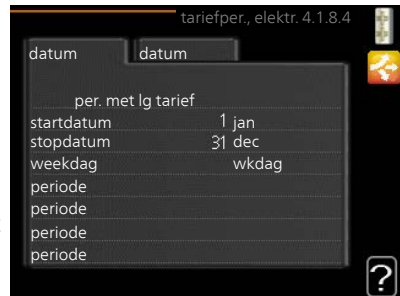 tariefper., elektr. 4.1.8.4
datum datum
per. met lg tarief
startdatum 1 jan
stopdatum 31 dec
weekdag wkdag
periode
periode
periode
periode
?